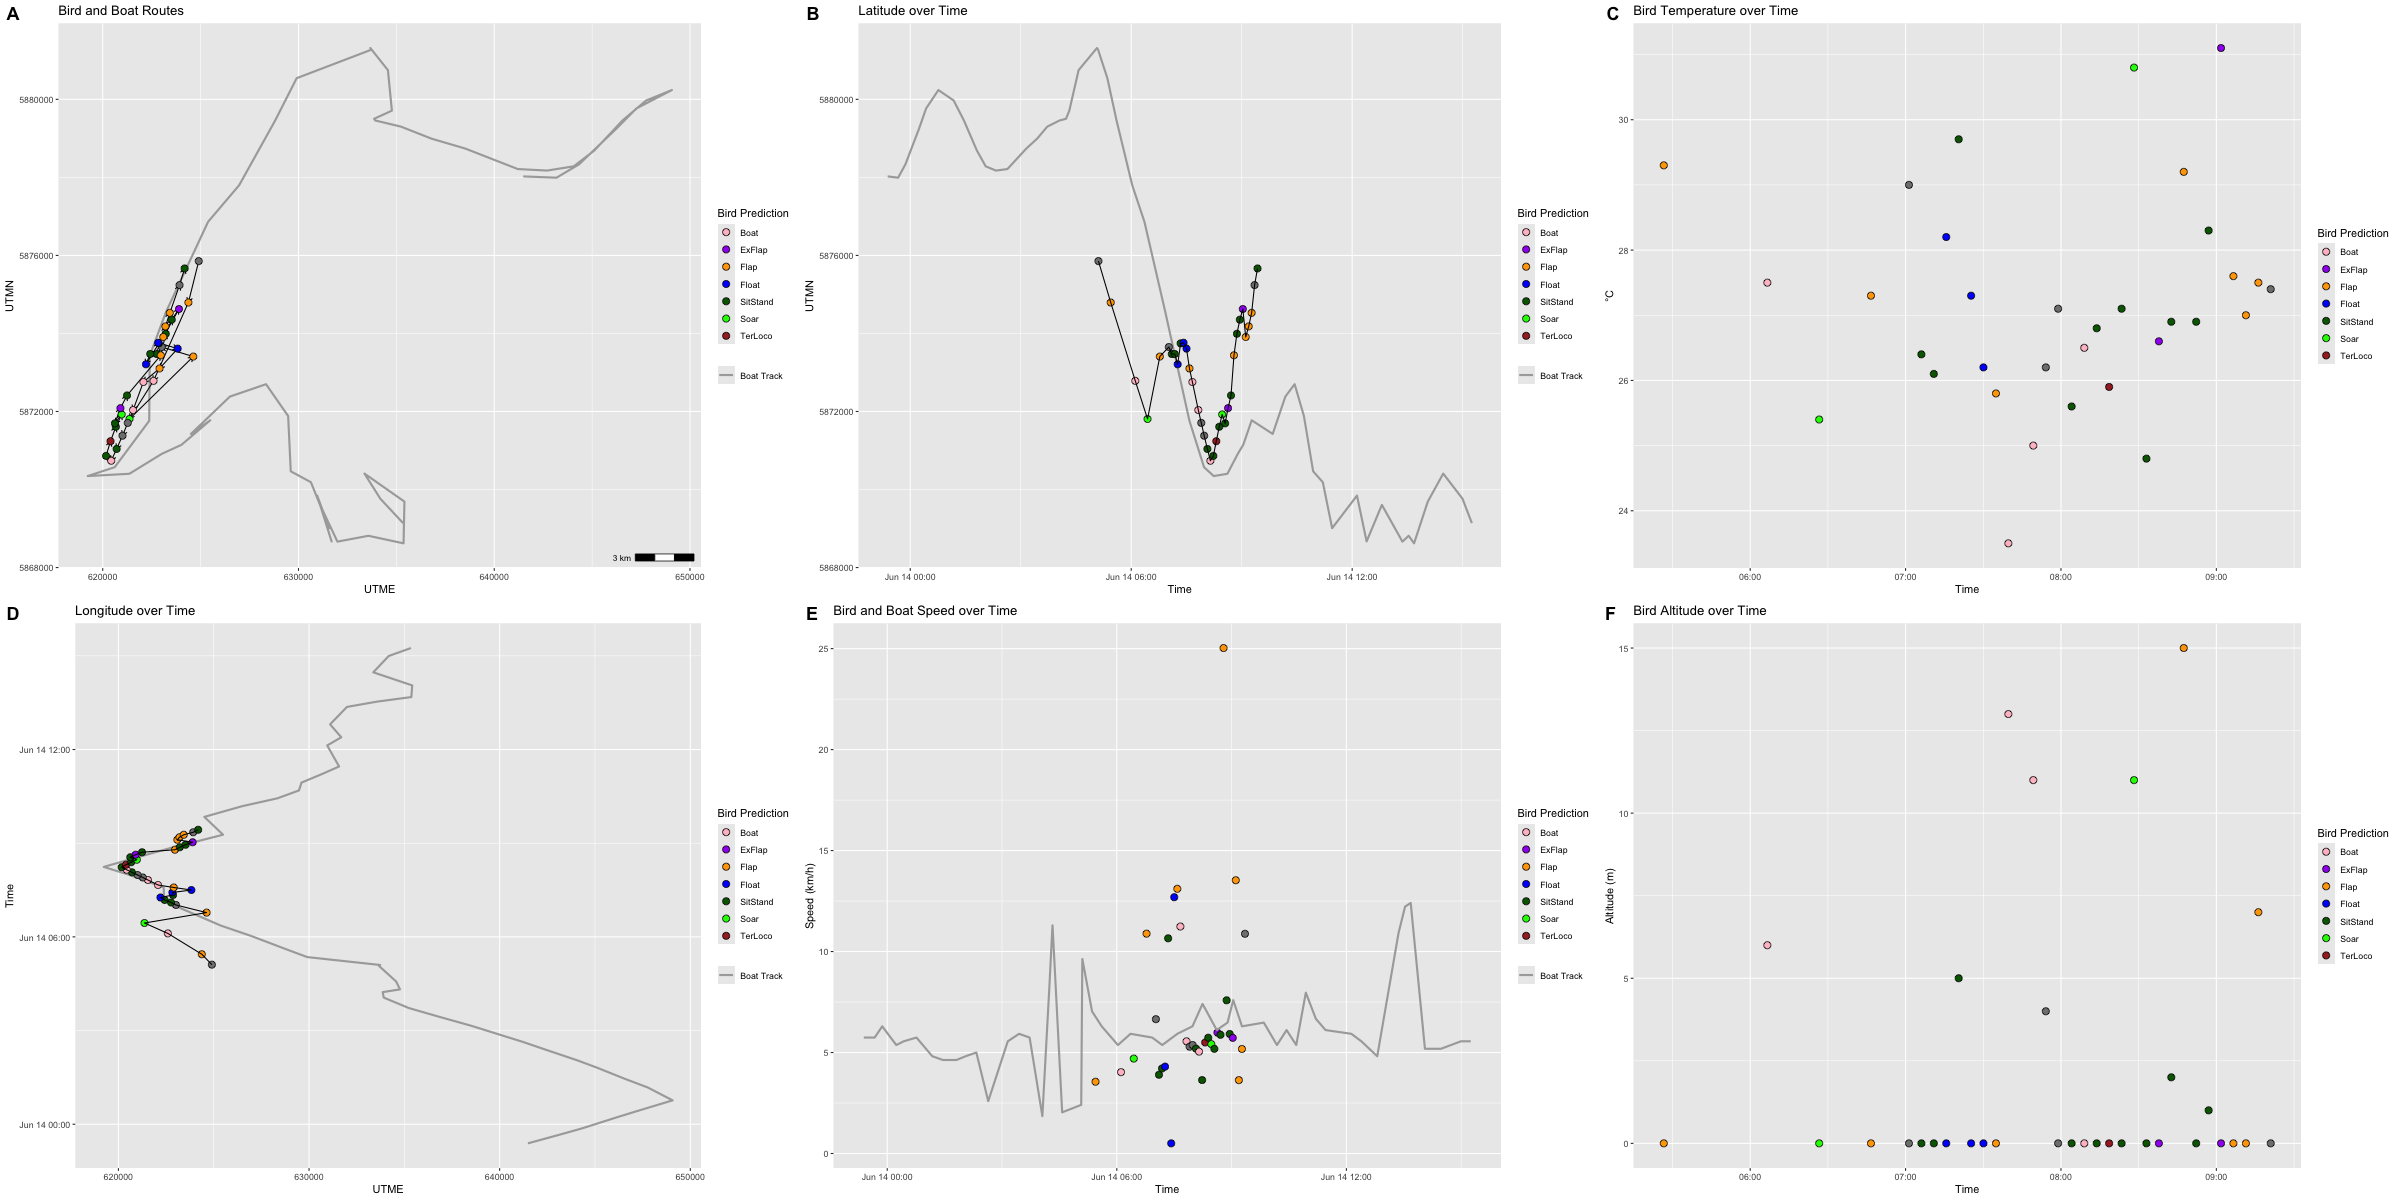 A Bird and Boat Routes
5880000
5876000
5872000
5868000
UTMN
620000 630000 640000 650000
UTME
3 km
Bird Prediction
Boat
ExFlap
Flap
Float
SitStand
Soar
TerLoco
Boat Track
B Latitude over Time
5880000
5876000
5872000
5868000
UTMN
Jun 14 00:00 Jun 14 06:00 Jun 14 12:00
Time
Bird Prediction
Boat
ExFlap
Flap
Float
SitStand
Soar
TerLoco
Boat Track
C Bird Temperature over Time
30
28
26
24
°C
06:00 07:00 08:00 09:00
Time
Bird Prediction
Boat
ExFlap
Flap
Float
SitStand
Soar
TerLoco
D Longitude over Time
Jun 14 12:00
Jun 14 06:00
Jun 14 00:00
Time
620000 630000 640000 650000
UTME
Bird Prediction
Boat
ExFlap
Flap
Float
SitStand
Soar
TerLoco
Boat Track
E Bird and Boat Speed over Time
25
20
15
10
5
0
Speed (km/h)
Jun 14 00:00 Jun 14 06:00 Jun 14 12:00
Time
Bird Prediction
Boat
ExFlap
Flap
Float
SitStand
Soar
TerLoco
Boat Track
F Bird Altitude over Time
15
10
5
0
Altitude (m)
06:00 07:00 08:00 09:00
Time
Bird Prediction
Boat
ExFlap
Flap
Float
SitStand
Soar
TerLoco